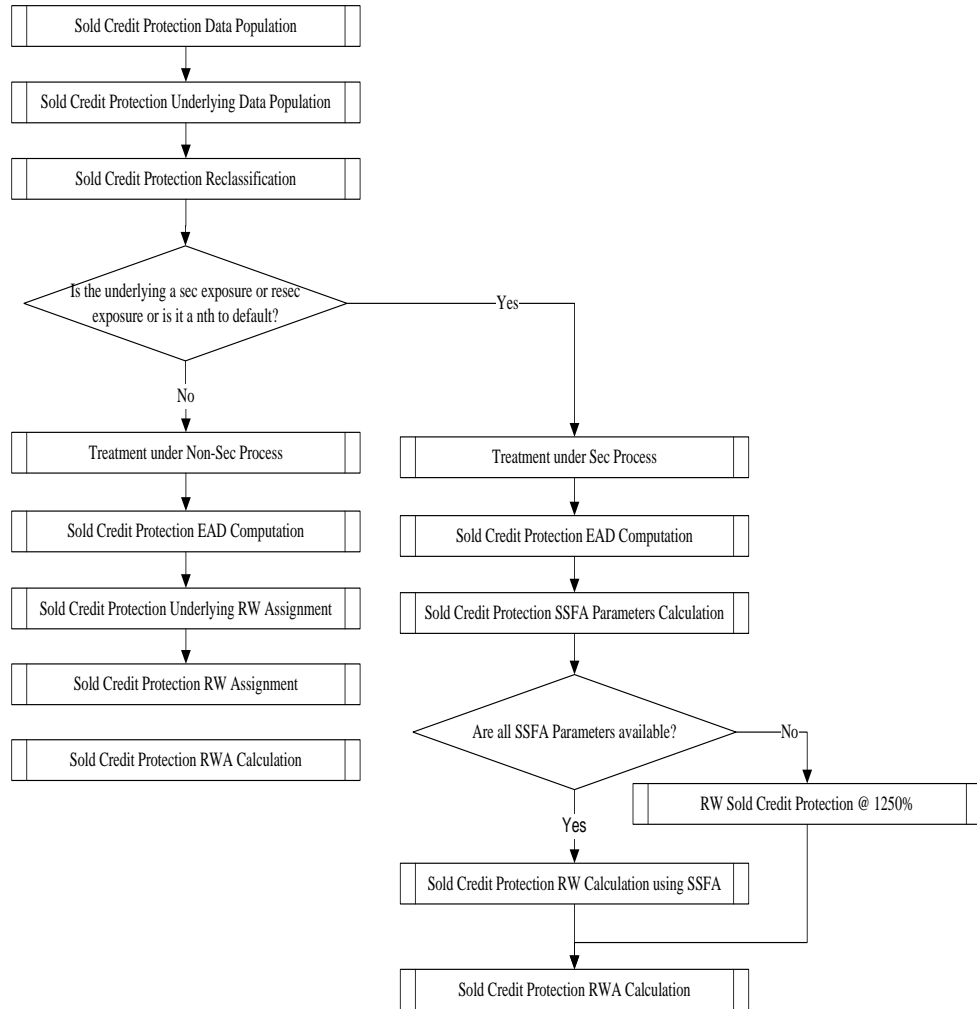 Sold Credit Protection Data Population
Sold Credit Protection Underlying Data Population
Sold Credit Protection Reclassification
Is the underlying a sec exposure or resec
exposure or is it a nth to default?
Yes
No
Treatment under Non-Sec Process
Sold Credit Protection EAD Computation
Sold Credit Protection Underlying RW Assignment
Sold Credit Protection RW Assignment
Sold Credit Protection RWA Calculation
Treatment under Sec Process
Sold Credit Protection EAD Computation
Sold Credit Protection SSFA Parameters Calculation
Are all SSFA Parameters available?
No
RW Sold Credit Protection @ 1250%
Yes
Sold Credit Protection RW Calculation using SSFA
Sold Credit Protection RWA Calculation